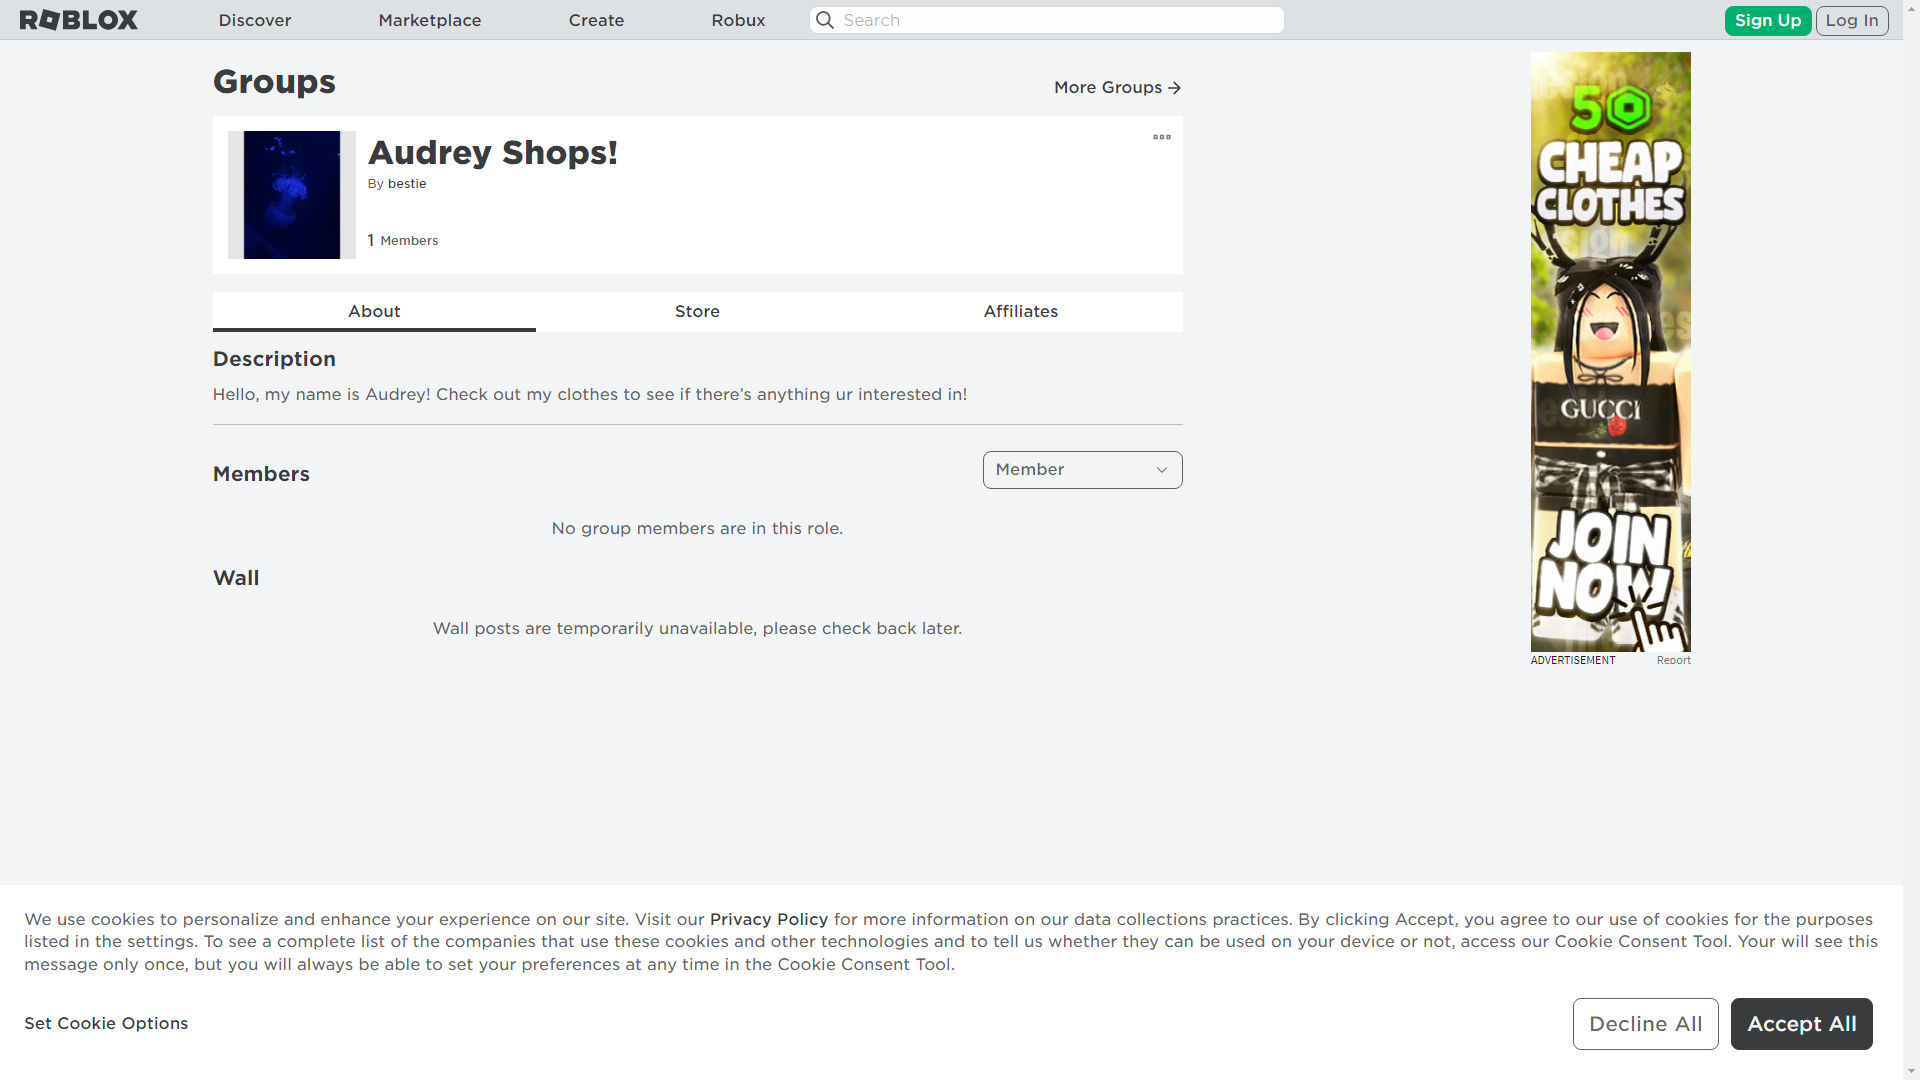 ROBLOX
Discover
Marketplace
Create
Robux
Search
Sign Up
Log In
Groups
More Groups
Audrey Shops!
By bestie
1 Members
About
Store
Affiliates
Description
Hello, my name is Audrey! Check out my clothes to see if there’s anything ur interested in!
Members
Member
No group members are in this role.
Wall
Wall posts are temporarily unavailable, please check back later.
50
CHEAP
CLOTHES
GUCCI
JOIN
NOW
ADVERTISEMENT
Report
We use cookies to personalize and enhance your experience on our site. Visit our Privacy Policy for more information on our data collections practices. By clicking Accept, you agree to our use of cookies for the purposes
listed in the settings. To see a complete list of the companies that use these cookies and other technologies and to tell us whether they can be used on your device or not, access our Cookie Consent Tool. Your will see this
message only once, but you will always be able to set your preferences at any time in the Cookie Consent Tool.
Set Cookie Options
Decline All
Accept All